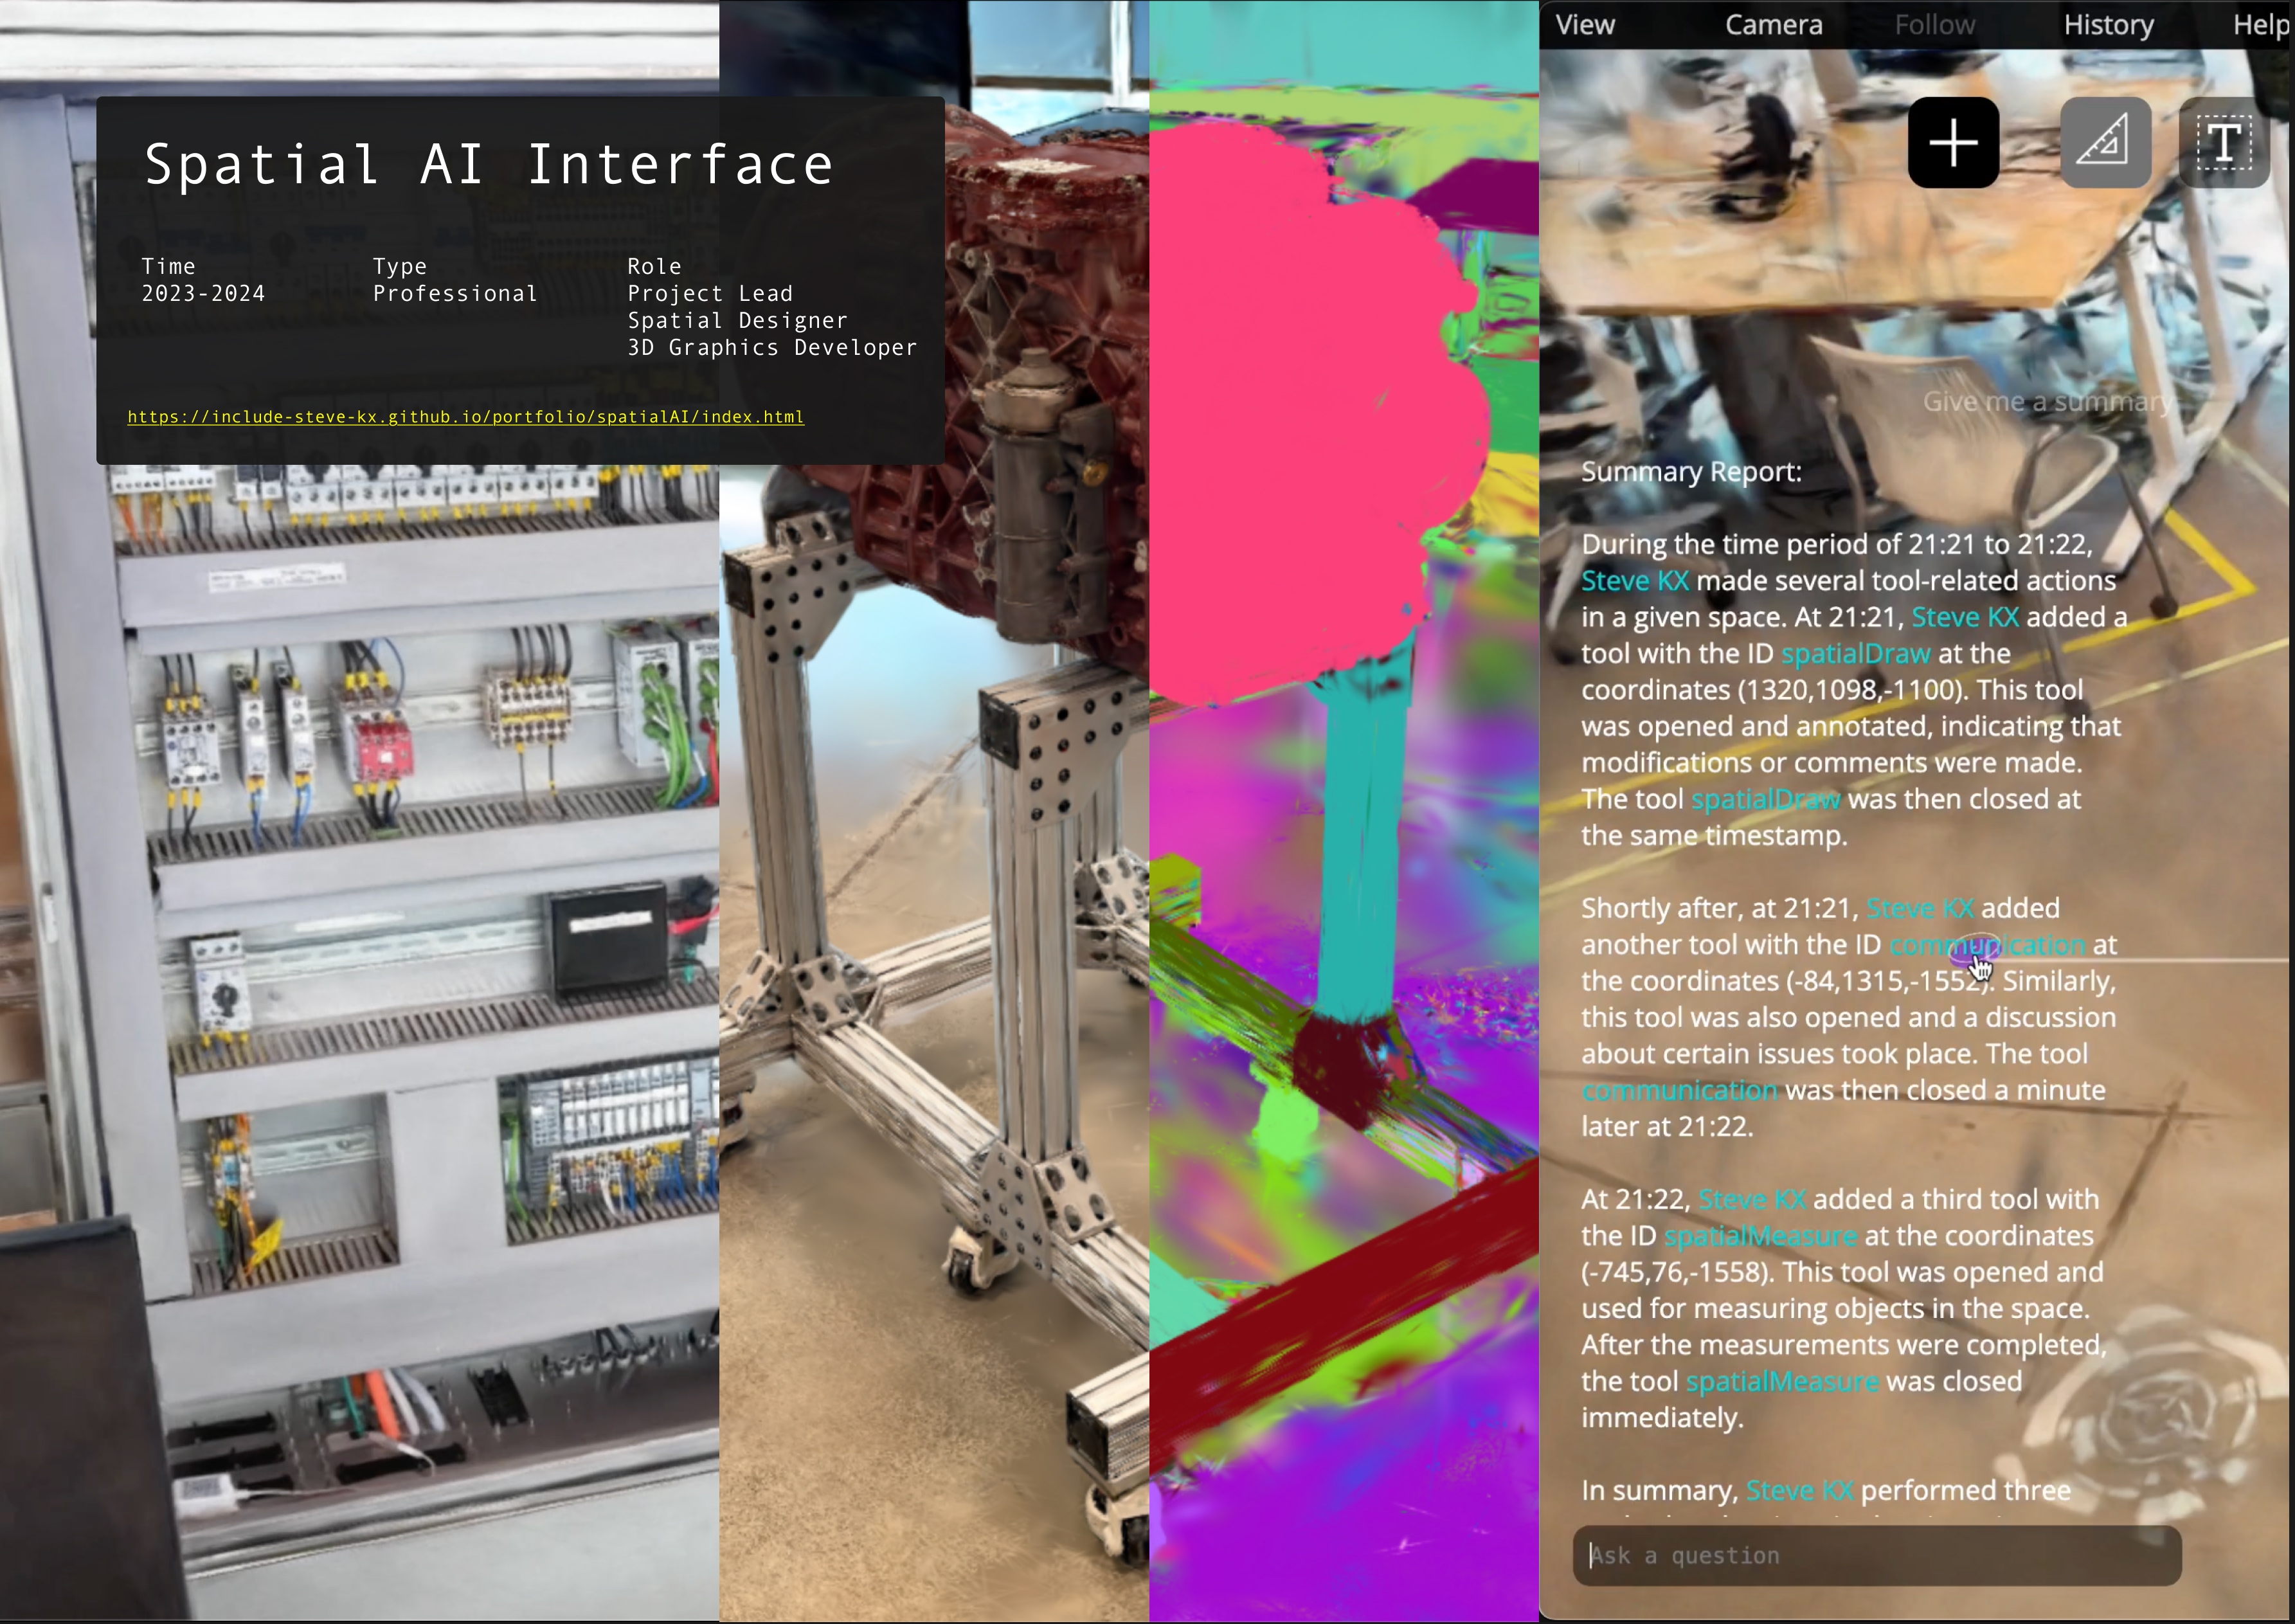 Spatial AI Interface
Time
2023-2024
Type
Professional
Role
Project Lead
Spatial Designer
3D Graphics Developer
https://include-steve-kx.github.io/portfolio/spatialAI/index.html
View Camera Follow History Help
T
Give me a summary
Summary Report:
During the time period of 21:21 to 21:22,
Steve KX made several tool-related actions
in a given space. At 21:21, Steve KX added a
tool with the ID spatialDraw at the
coordinates (1320,1098,-1100). This tool
was opened and annotated, indicating that
modifications or comments were made.
The tool spatialDraw was then closed at
the same timestamp.
Shortly after, at 21:21, Steve KX added
another tool with the ID communication at
the coordinates (-84,1315,-1552). Similarly,
this tool was also opened and a discussion
about certain issues took place. The tool
communication was then closed a minute
later at 21:22.
At 21:22, Steve KX added a third tool with
the ID spatialMeasure at the coordinates
(-745,76,-1558). This tool was opened and
used for measuring objects in the space.
After the measurements were completed,
the tool spatialMeasure was closed
immediately.
In summary, Steve KX performed three
Ask a question